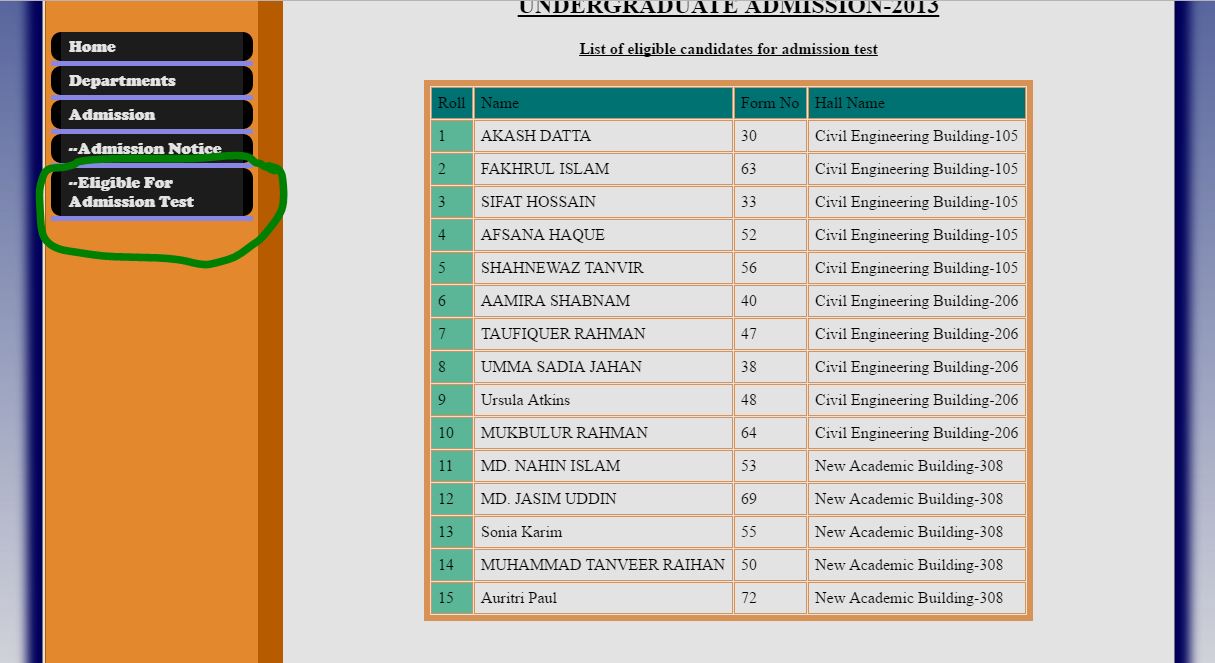 UNDERGRADUATE ADMISSION-2013
List of eligible candidates for admission test
Home
Departments
Admission
--Admission Notice
--Eligible For
Admission Test
Roll Name Form No Hall Name
1 AKASH DATTA 30 Civil Engineering Building-105
2 FAKHRUL ISLAM 63 Civil Engineering Building-105
3 SIFAT HOSSAIN 33 Civil Engineering Building-105
4 AFSANA HAQUE 52 Civil Engineering Building-105
5 SHAHNEWAZ TANVIR 56 Civil Engineering Building-105
6 AAMIRA SHABNAM 40 Civil Engineering Building-206
7 TAUFIQUER RAHMAN 47 Civil Engineering Building-206
8 UMMA SADIA JAHAN 38 Civil Engineering Building-206
9 Ursula Atkins 48 Civil Engineering Building-206
10 MUKBULUR RAHMAN 64 Civil Engineering Building-206
11 MD. NAHIN ISLAM 53 New Academic Building-308
12 MD. JASIM UDDIN 69 New Academic Building-308
13 Sonia Karim 55 New Academic Building-308
14 MUHAMMAD TANVEER RAIHAN 50 New Academic Building-308
15 Auritri Paul 72 New Academic Building-308